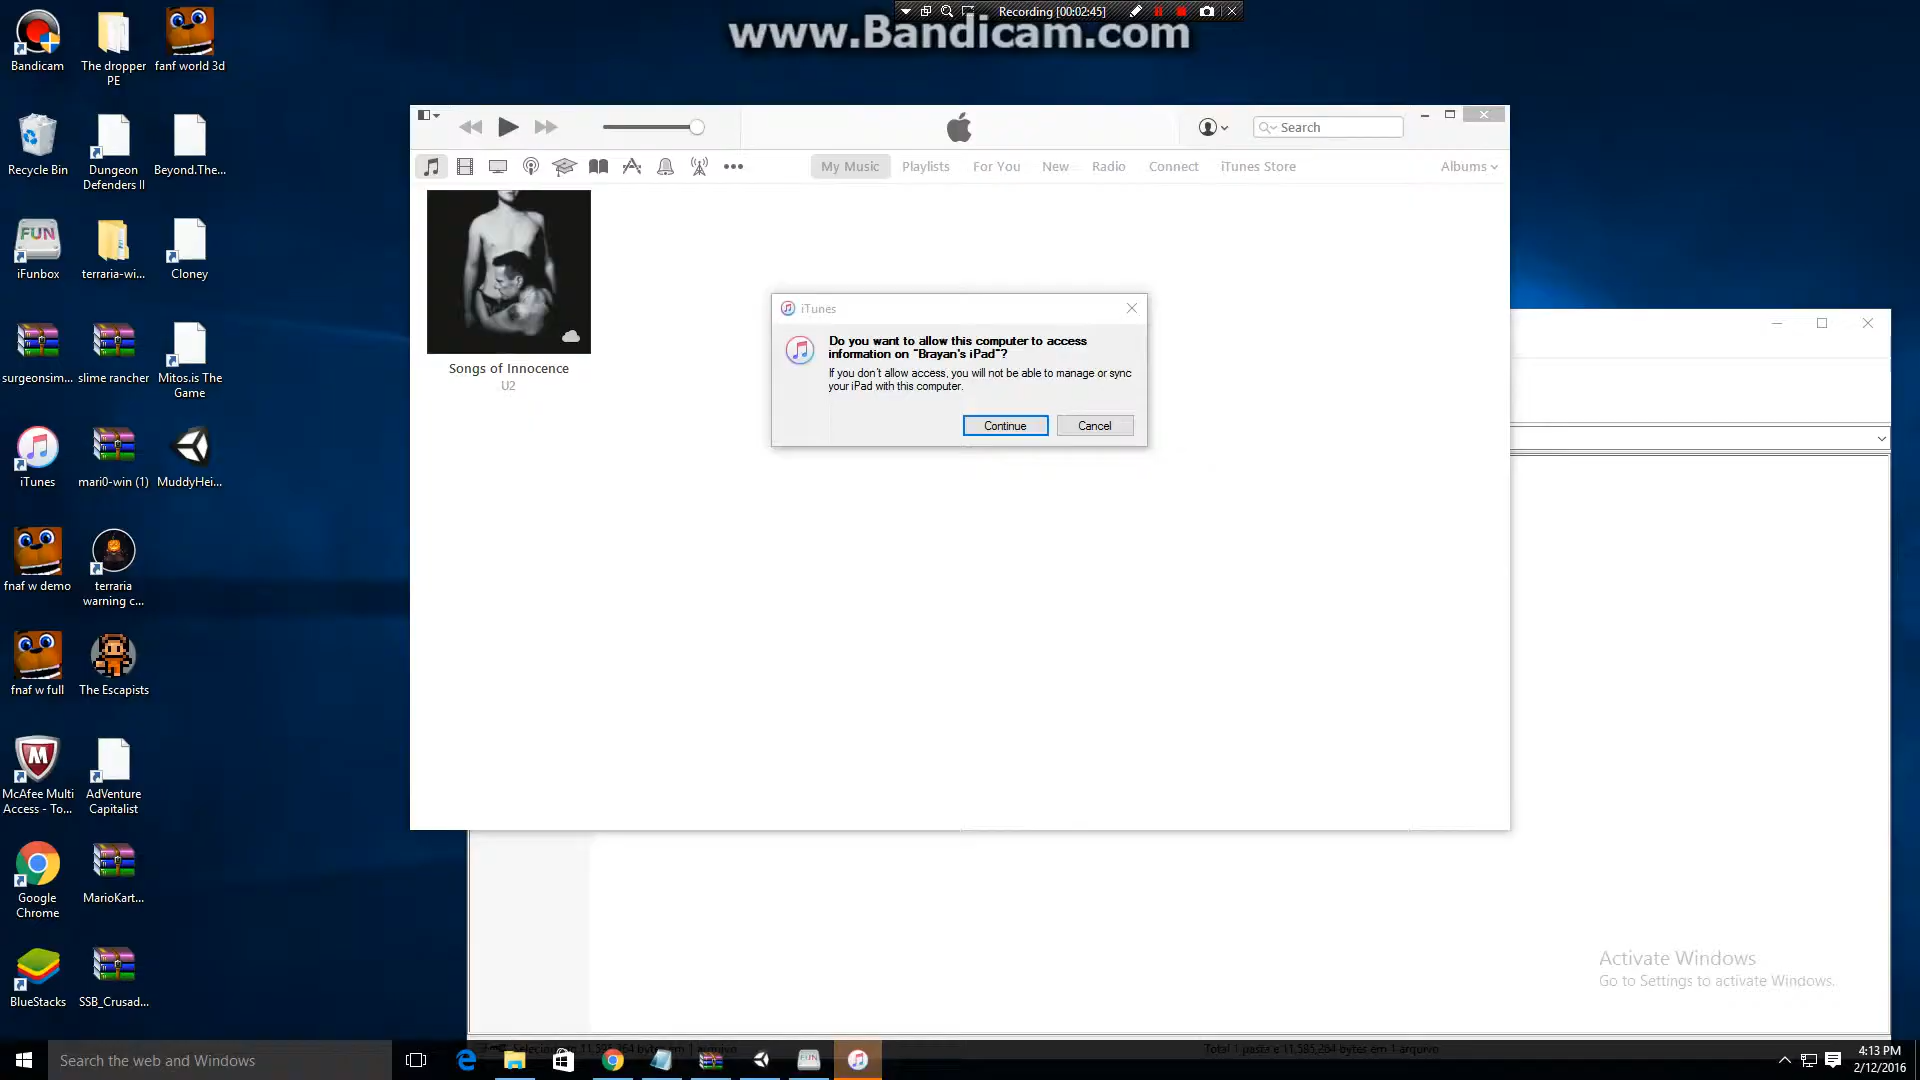 Recording [00:02:45]
www.Bandicam.com
Bandicam
The dropper
PE
fanf world 3d
Recycle Bin
Dungeon
Defenders II
Beyond.The...
FUN
iFunbox
terraria-wi...
Cloney
surgeonsim...
slime rancher
Mitos.is The
Game
iTunes
mari0-win (1)
MuddyHei...
fnaf w demo
terraria
warning c...
fnaf w full
The Escapists
McAfee Multi
Access - To...
AdVenture
Capitalist
Google
Chrome
MarioKart...
BlueStacks
SSB_Crusad...
Search
My Music
Playlists
For You
New
Radio
Connect
iTunes Store
Albums
Songs of Innocence
U2
iTunes
Do you want to allow this computer to access
information on "Brayan's iPad"?
If you don't allow access, you will not be able to manage or sync
your iPad with this computer.
Continue
Cancel
Activate Windows
Go to Settings to activate Windows.
Search the web and Windows
FUN
4:13 PM
2/12/2016